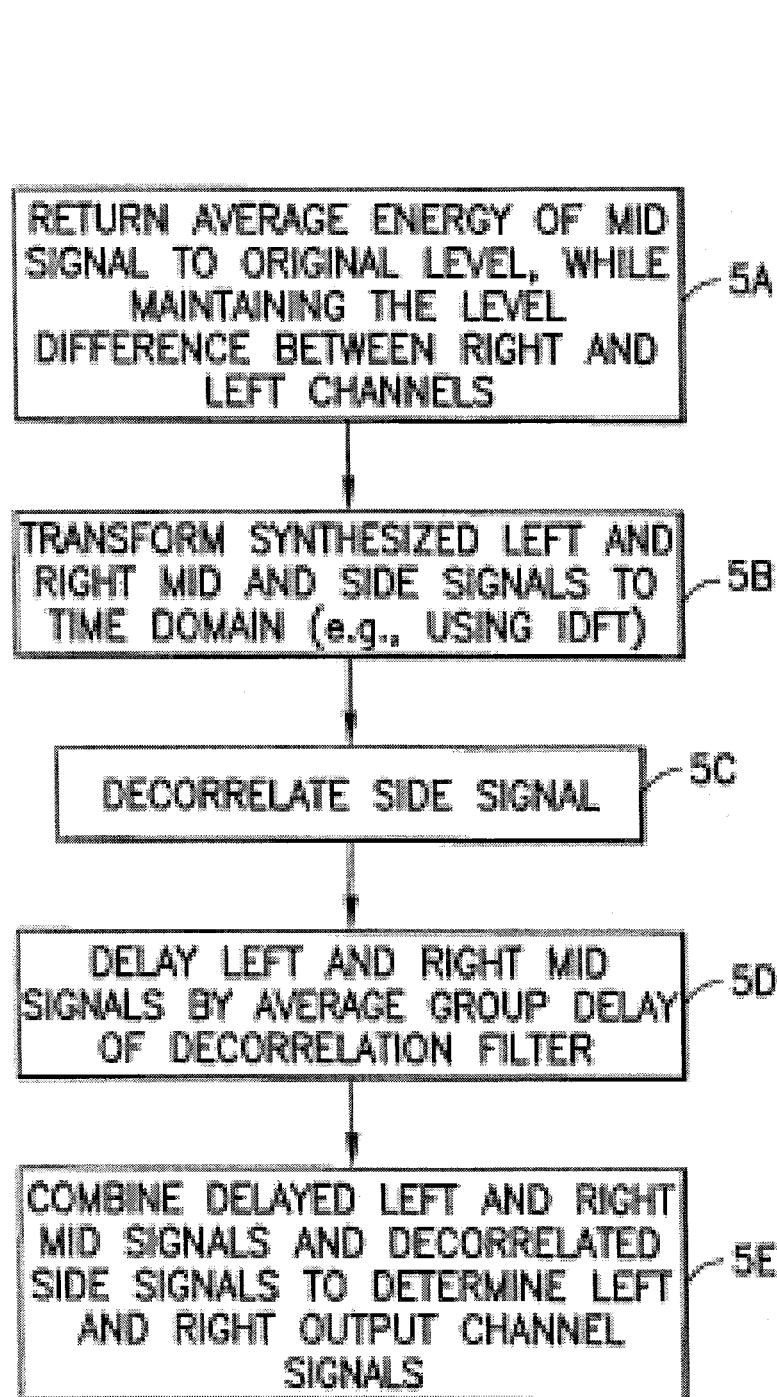 RETURN AVERAGE ENERGY OF MID
SIGNAL TO ORIGINAL LEVEL, WHILE
MAINTAINING THE LEVEL
DIFFERENCE BETWEEN RIGHT AND
LEFT CHANNELS
5A
TRANSFORM SYNTHESIZED LEFT AND
RIGHT MID AND SIDE SIGNALS TO
TIME DOMAIN (e.g., USING IDFT)
5B
DECORRELATE SIDE SIGNAL
5C
DELAY LEFT AND RIGHT MID
SIGNALS BY AVERAGE GROUP DELAY
OF DECORRELATION FILTER
5D
COMBINE DELAYED LEFT AND RIGHT
MID SIGNALS AND DECORRELATED
SIDE SIGNALS TO DETERMINE LEFT
AND RIGHT OUTPUT CHANNEL
SIGNALS
5E